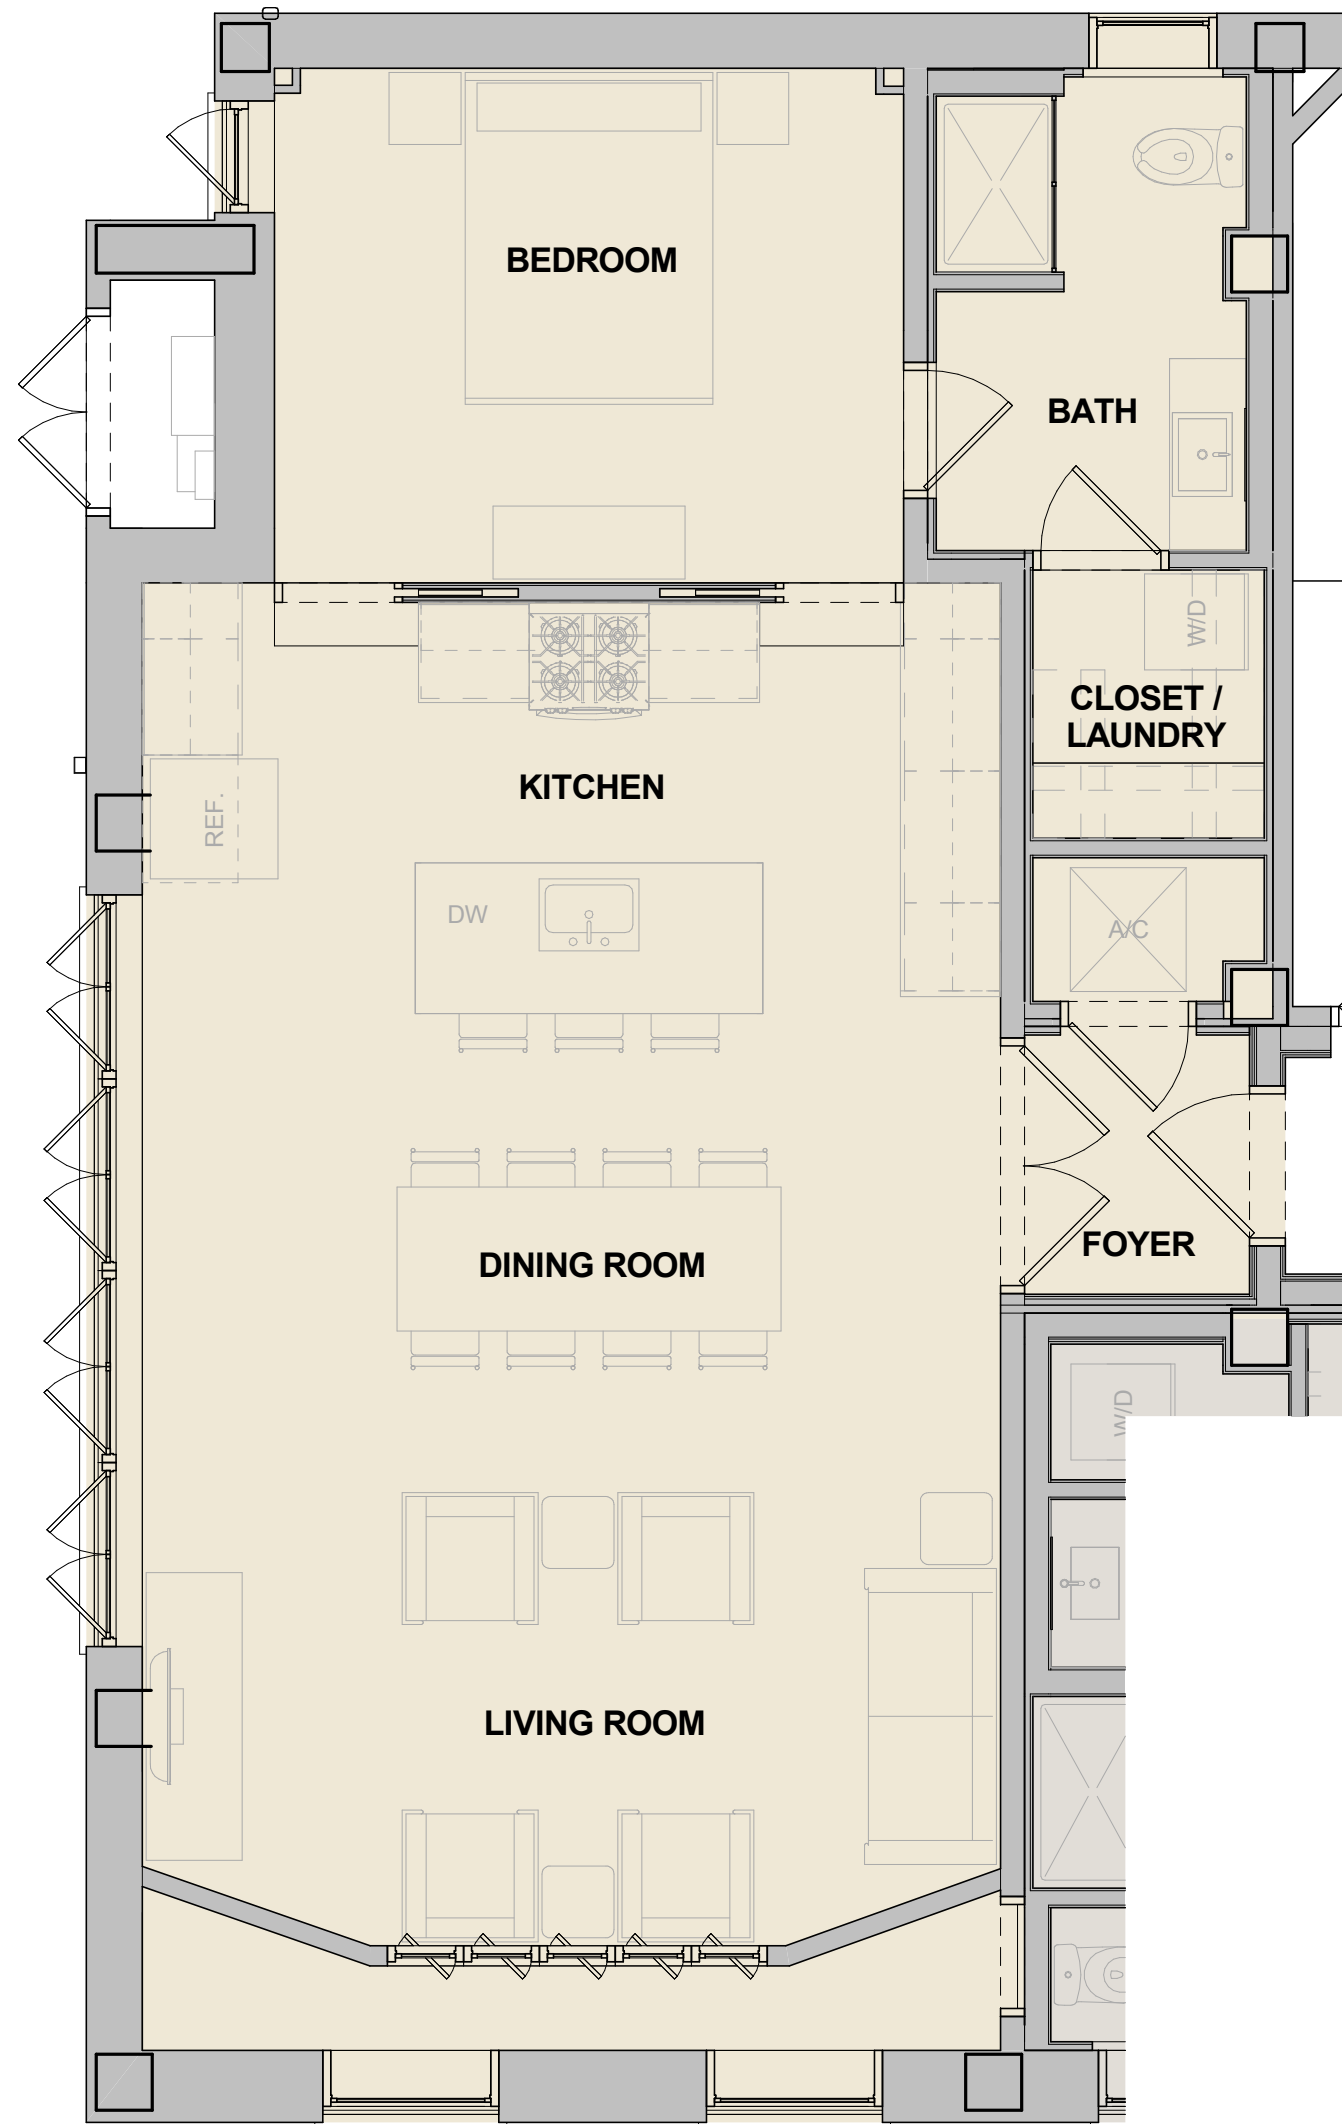 BEDROOM
BATH
W/D
CLOSET /
LAUNDRY
KITCHEN
REF.
DW
A/C
FOYER
DINING ROOM
W/D
LIVING ROOM